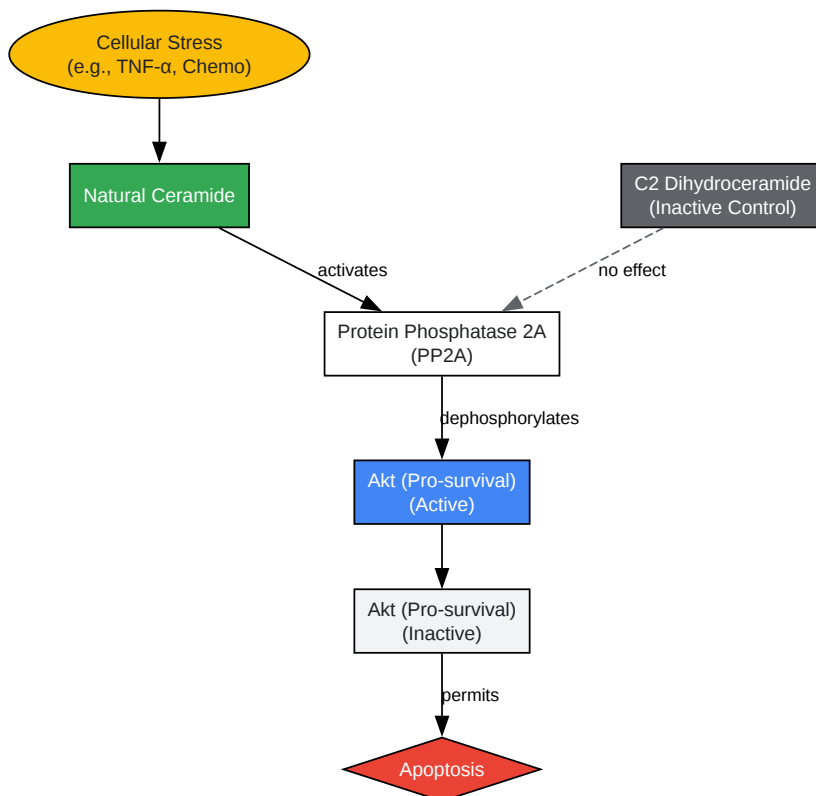 Cellular Stress
(e.g., TNF-α, Chemo)
Natural Ceramide
C2 Dihydroceramide
(Inactive Control)
activates
no effect
Protein Phosphatase 2A
(PP2A)
dephosphorylates
Akt (Pro-survival)
(Active)
Akt (Pro-survival)
(Inactive)
permits
Apoptosis